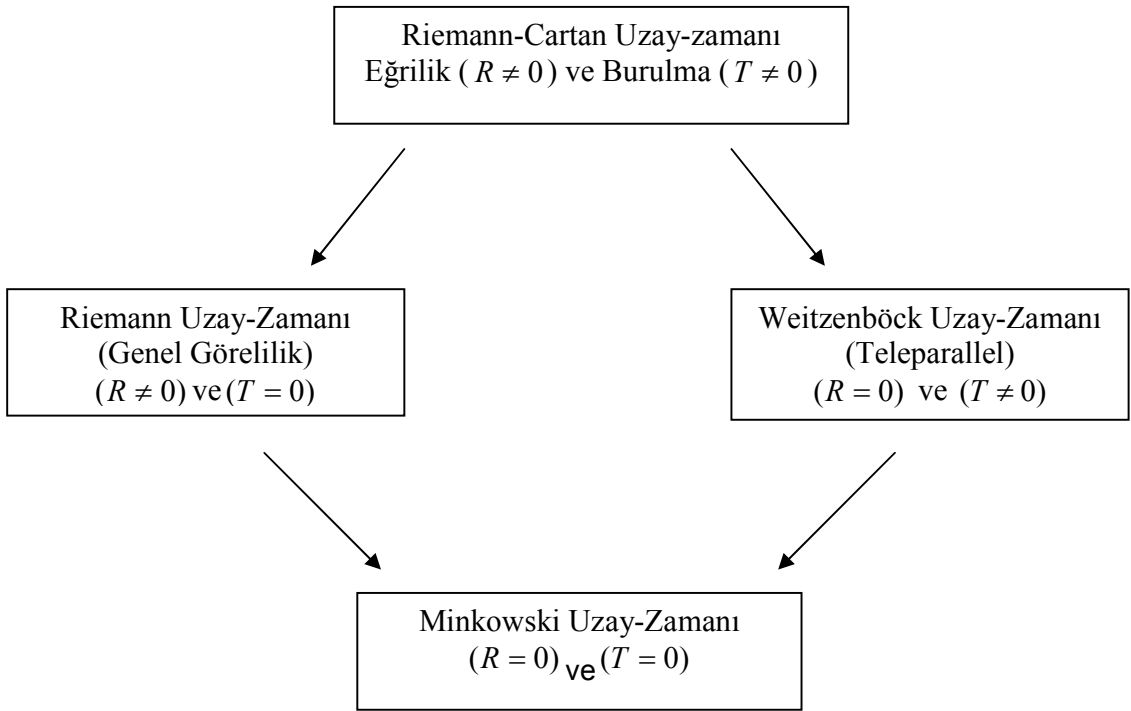 Riemann-Cartan Uzay-zamanı
Eğrilik ( R ≠ 0 ) ve Burulma ( T ≠ 0 )
Riemann Uzay-Zamanı
(Genel Görelilik)
(R ≠ 0) ve (T = 0)
Weitzenböck Uzay-Zamanı
(Teleparallel)
(R = 0) ve (T ≠ 0)
Minkowski Uzay-Zamanı
(R = 0) ve (T = 0)